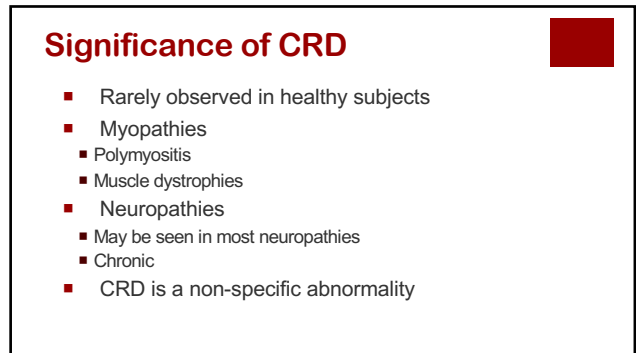 Significance of CRD
▪ Rarely observed in healthy subjects
▪ Myopathies
▪ Polymyositis
▪ Muscle dystrophies
▪ Neuropathies
▪ May be seen in most neuropathies
▪ Chronic
▪ CRD is a non-specific abnormality